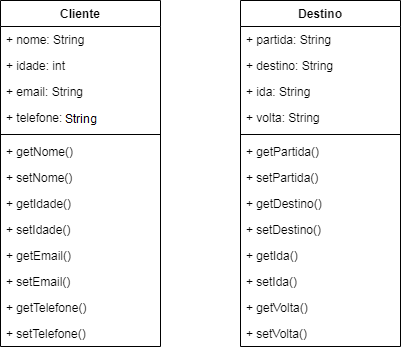 Cliente
+ nome: String
+ idade: int
+ email: String
+ telefone: String
+ getNome()
+ setNome()
+ getIdade()
+ setIdade()
+ getEmail()
+ setEmail()
+ getTelefone()
+ setTelefone()
Destino
+ partida: String
+ destino: String
+ ida: String
+ volta: String
+ getPartida()
+ setPartida()
+ getDestino()
+ setDestino()
+ getIda()
+ setIda()
+ getVolta()
+ setVolta()